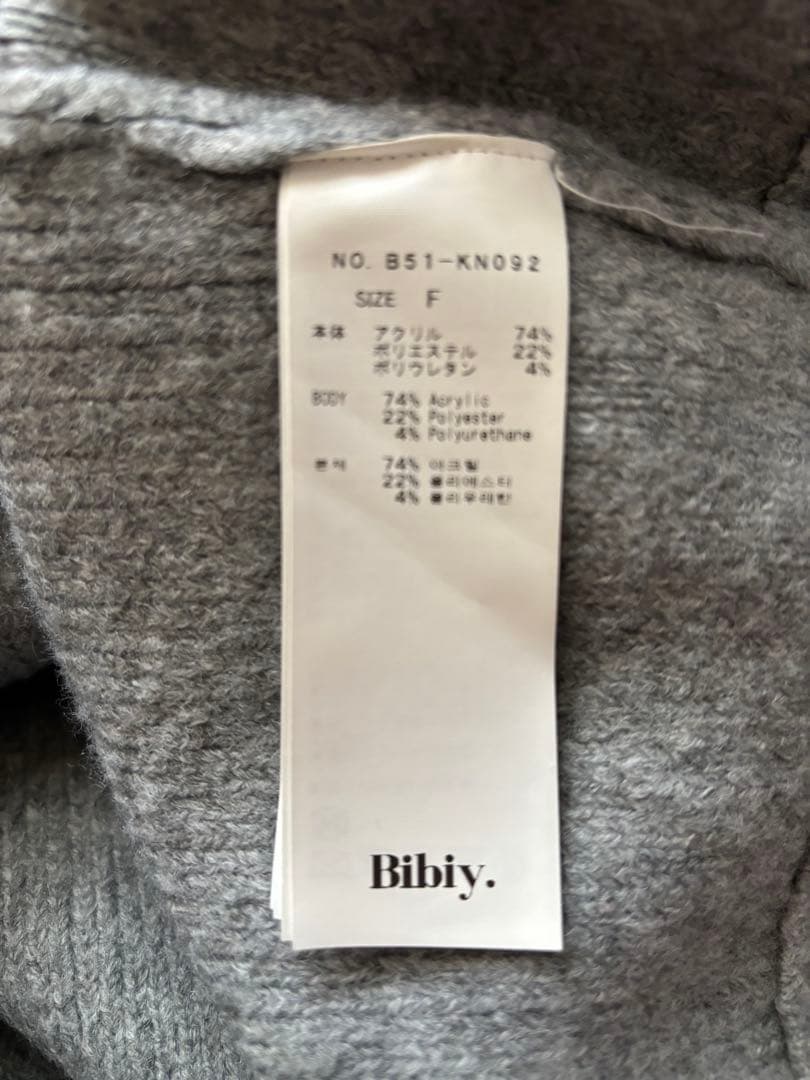 NO. B51-KN092
SIZE F
本体 アクリル 74%
ポリエステル 22%
ポリウレタン 4%
BODY 74% Acrylic
22% Polyester
4% Polyurethane
74% 아크릴
22% 폴리에스터
4% 폴리우레탄
Bibiy.